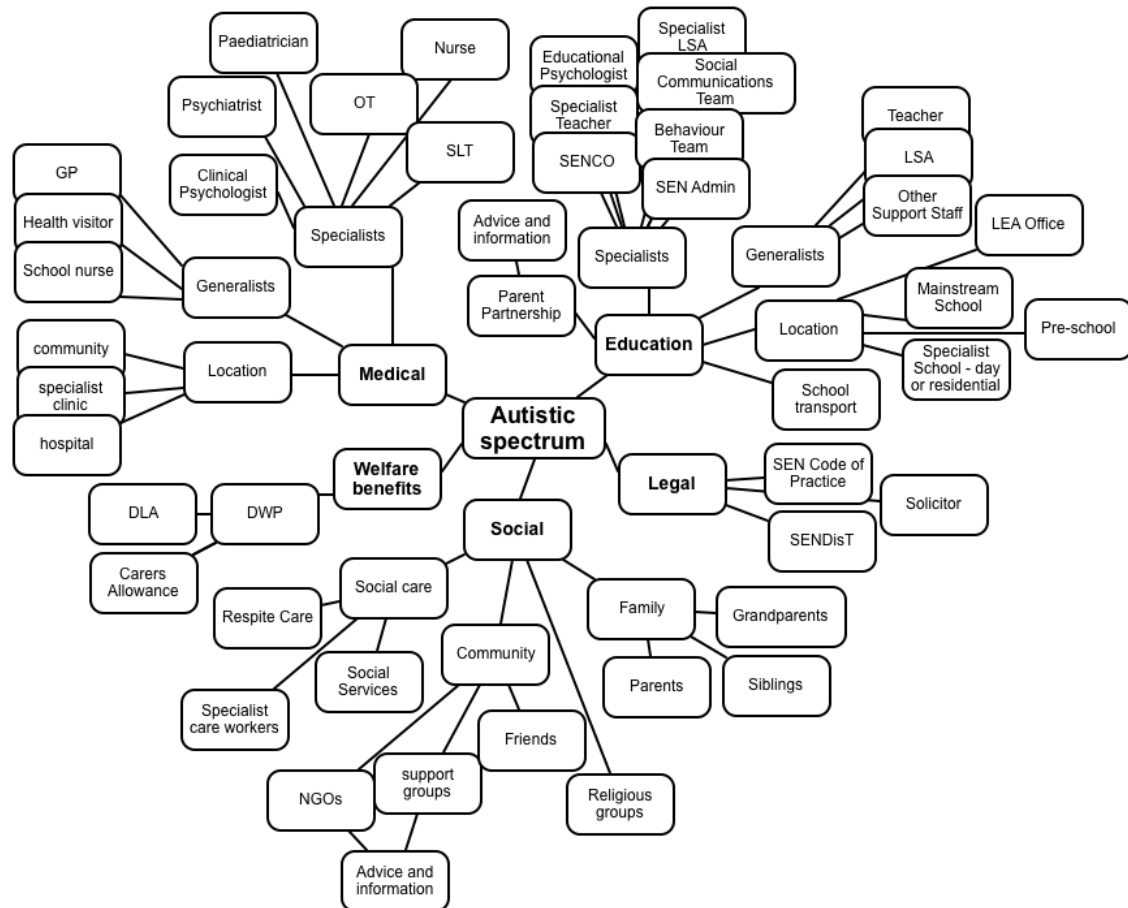 Paediatrician
Nurse
Psychiatrist
OT
Clinical
Psychologist
SLT
GP
Health visitor
School nurse
Specialists
Generalists
community
specialist
clinic
hospital
Location
Medical
Specialist
LSA
Educational
Psychologist
Social
Communications
Team
Specialist
Teacher
Behaviour
Team
SENCO
SEN Admin
Advice and
information
Specialists
Parent
Partnership
Education
Teacher
LSA
Other
Support Staff
Generalists
LEA Office
Location
Mainstream
School
Pre-school
Specialist
School - day
or residential
School
transport
Autistic
spectrum
Welfare
benefits
DLA
DWP
Carers
Allowance
Legal
SEN Code of
Practice
Solicitor
SENDisT
Social
Social care
Respite Care
Social
Services
Specialist
care workers
Community
Friends
support
groups
NGOs
Advice and
information
Religious
groups
Family
Grandparents
Parents
Siblings